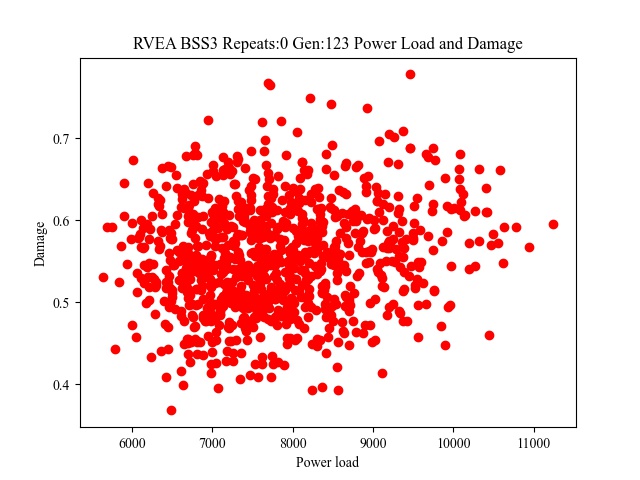 RVEA BSS3 Repeats:0 Gen:123 Power Load and Damage
0.7
0.6
0.5
0.4
Damage
6000 7000 8000 9000 10000 11000
Power load